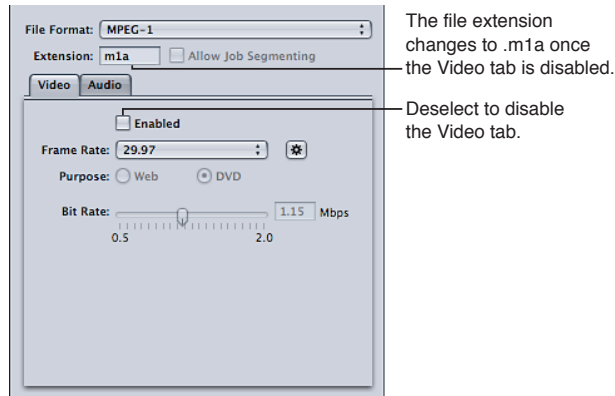 File Format: MPEG-1
Extension: m1a Allow Job Segmenting
Video Audio
Enabled
Frame Rate: 29.97
Purpose: Web DVD
Bit Rate: 1.15 Mbps
0.5 2.0
The file extension
changes to .m1a once
the Video tab is disabled.
Deselect to disable
the Video tab.